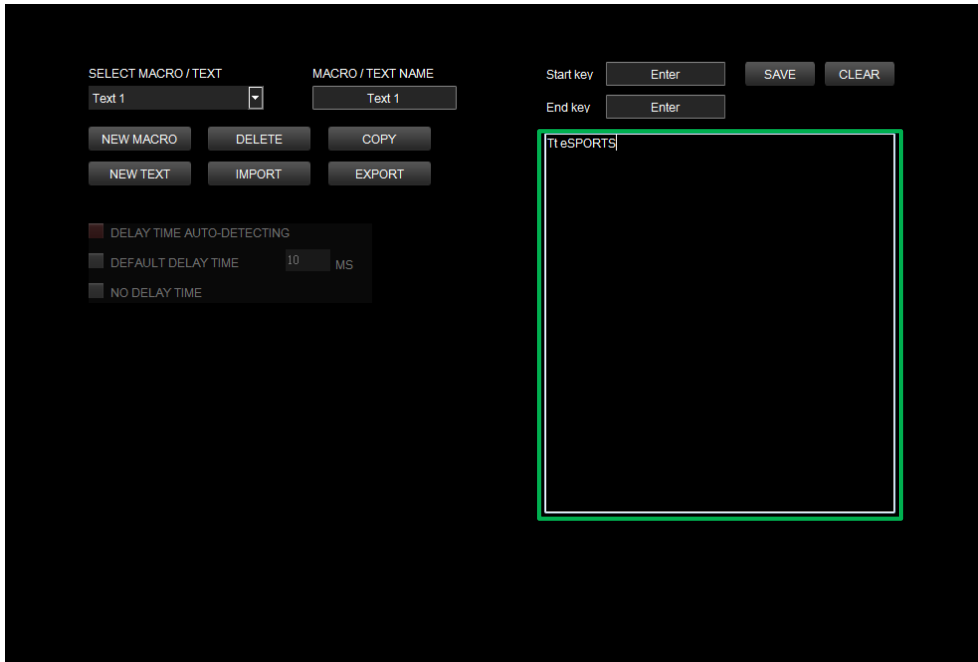 SELECT MACRO / TEXT
MACRO / TEXT NAME
Text 1
Text 1
NEW MACRO
DELETE
COPY
NEW TEXT
IMPORT
EXPORT
DELAY TIME AUTO-DETECTING
DEFAULT DELAY TIME
10
MS
NO DELAY TIME
Start key
Enter
SAVE
CLEAR
End key
Enter
Tt eSPORTS